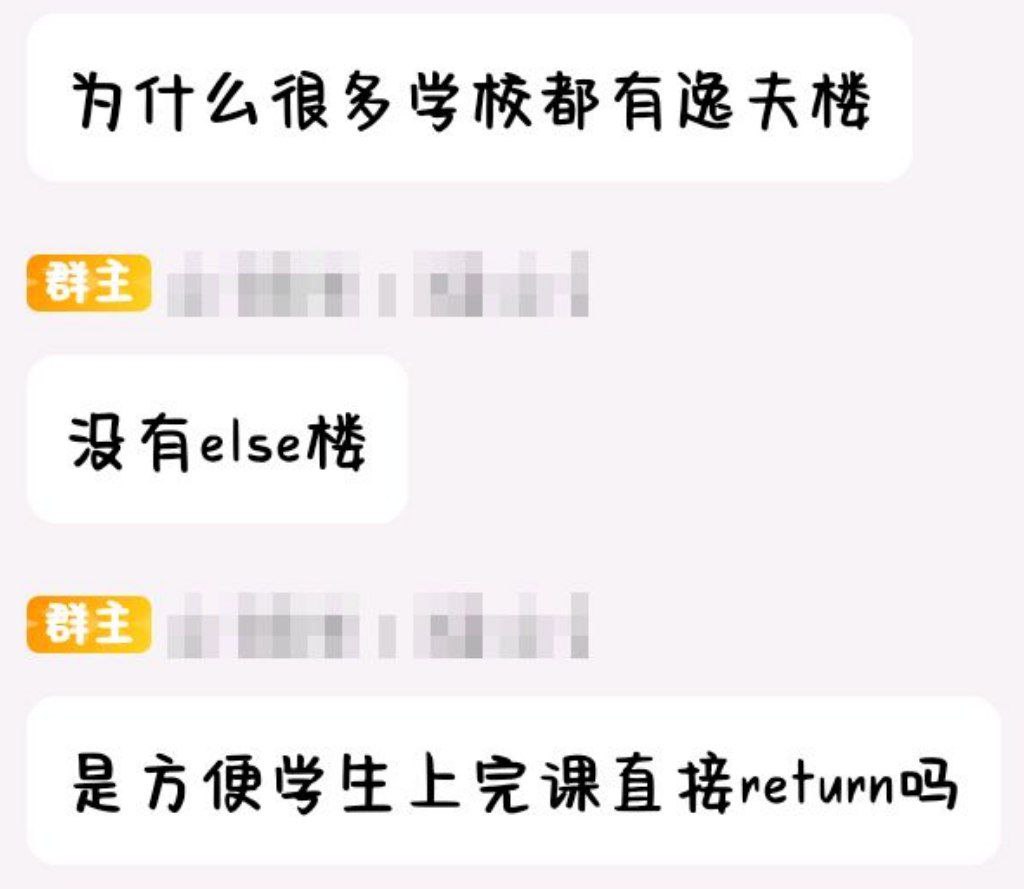 为什么很多学校都有逸夫楼
群主
没有else楼
群主
是方便学生上完课直接return吗